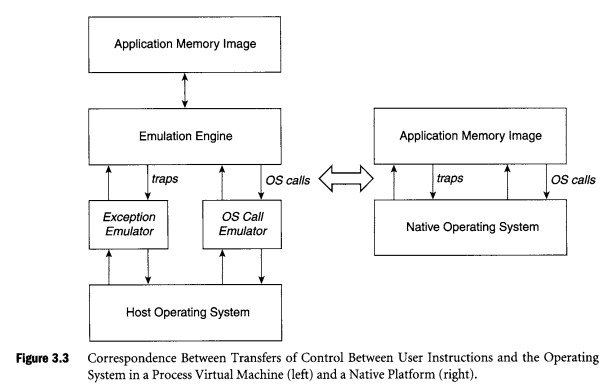 Application Memory Image
Emulation Engine
traps
OS calls
Exception
Emulator
OS Call
Emulator
Host Operating System
Application Memory Image
traps
OS calls
Native Operating System
Figure 3.3 Correspondence Between Transfers of Control Between User Instructions and the Operating
System in a Process Virtual Machine (left) and a Native Platform (right).